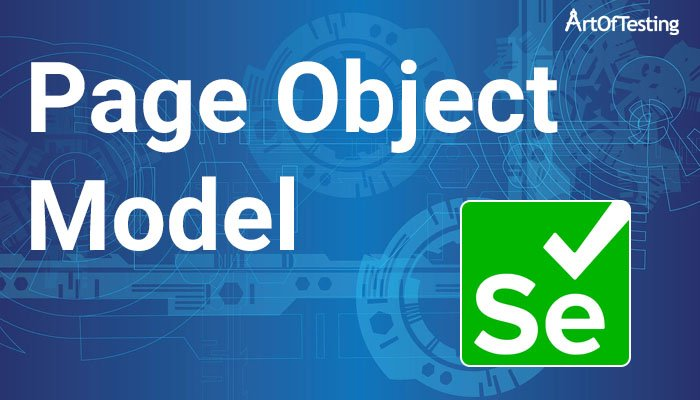 ArtOfTesting
Page Object
Model
Se